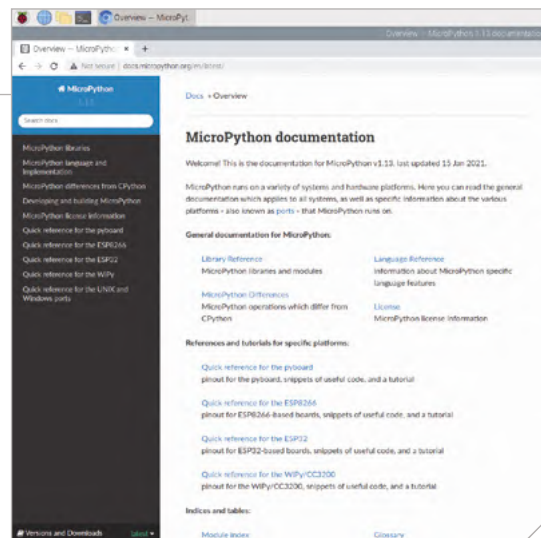 Overview — MicroPyt
Overview — MicroPython 1.13 documentation
Overview — MicroPython
Not secure | docs.micropython.org/en/latest/
MicroPython
1.13
Search docs
MicroPython libraries
MicroPython language and
implementation
MicroPython differences from CPython
Developing and building MicroPython
MicroPython license information
Quick reference for the pyboard
Quick reference for the ESP8266
Quick reference for the ESP32
Quick reference for the WiPy
Quick reference for the UNIX and
Windows ports
Versions and Downloads
latest
Docs » Overview
MicroPython documentation
Welcome! This is the documentation for MicroPython v1.13, last updated 15 Jan 2021.
MicroPython runs on a variety of systems and hardware platforms. Here you can read the general
documentation which applies to all systems, as well as specific information about the various
platforms - also known as ports - that MicroPython runs on.
General documentation for MicroPython:
Library Reference
MicroPython libraries and modules
Language Reference
information about MicroPython specific
language features
MicroPython Differences
MicroPython operations which differ from
CPython
License
MicroPython license information
References and tutorials for specific platforms:
Quick reference for the pyboard
pinout for the pyboard, snippets of useful code, and a tutorial
Quick reference for the ESP8266
pinout for ESP8266-based boards, snippets of useful code, and a tutorial
Quick reference for the ESP32
pinout for ESP32-based boards, snippets of useful code, and a tutorial
Quick reference for the WiPy/CC3200
pinout for the WiPy/CC3200, snippets of useful code, and a tutorial
Indices and tables:
Module Index
Glossary